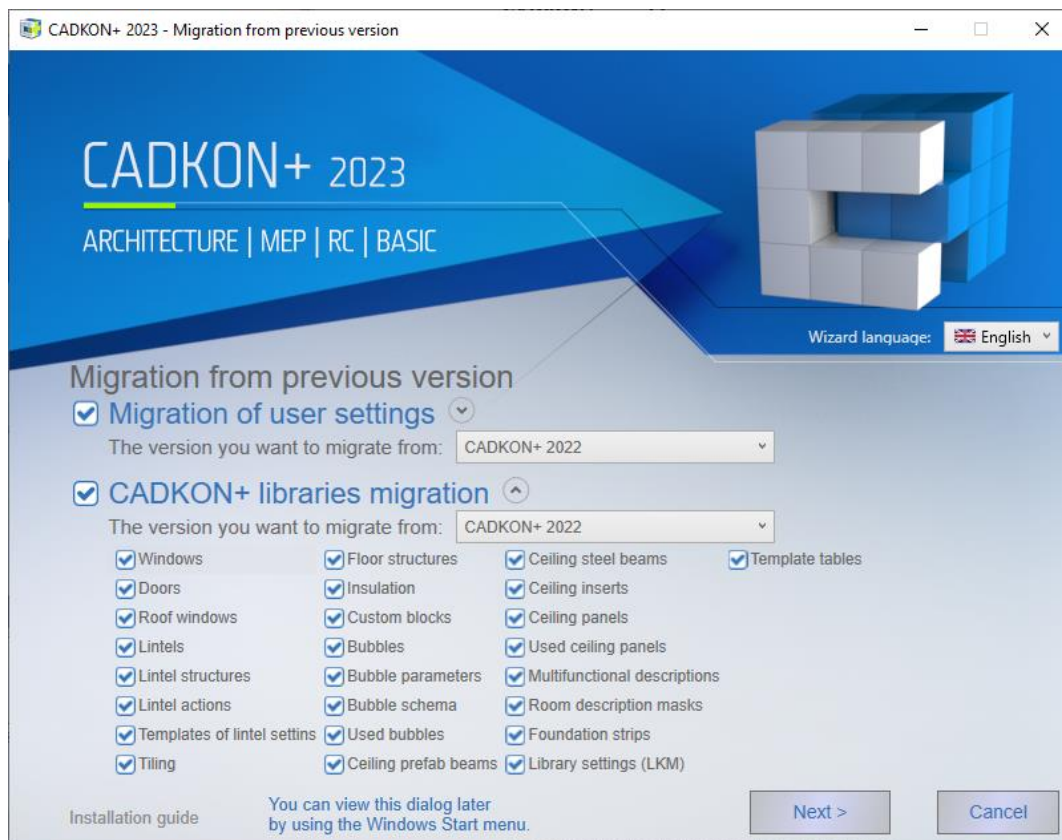 CADKON+ 2023 - Migration from previous version
CADKON+ 2023
ARCHITECTURE | MEP | RC | BASIC
Wizard language: English
Migration from previous version
Migration of user settings
The version you want to migrate from: CADKON+ 2022
CADKON+ libraries migration
The version you want to migrate from: CADKON+ 2022
Windows Floor structures Ceiling steel beams Template tables
Doors Insulation Ceiling inserts
Roof windows Custom blocks Ceiling panels
Lintels Bubbles Used ceiling panels
Lintel structures Bubble parameters Multifunctional descriptions
Lintel actions Bubble schema Room description masks
Templates of lintel settins Used bubbles Foundation strips
Tiling Ceiling prefab beams Library settings (LKM)
Installation guide
You can view this dialog later
by using the Windows Start menu.
Next > Cancel